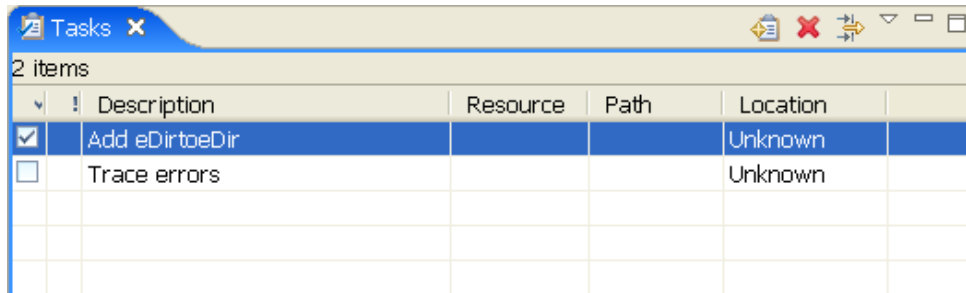 Tasks
2 items
! Description Resource Path Location
Add eDirtoeDir Unknown
Trace errors Unknown